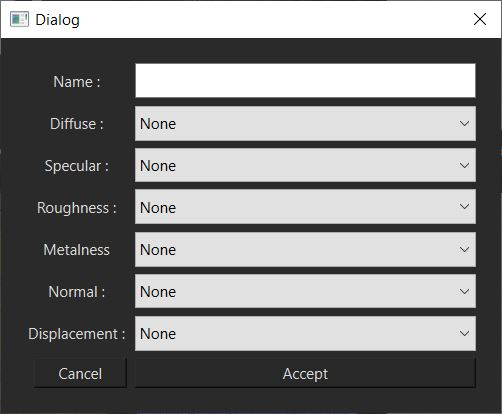 Dialog
Name :
Diffuse : None
Specular : None
Roughness : None
Metalness None
Normal : None
Displacement : None
Cancel Accept